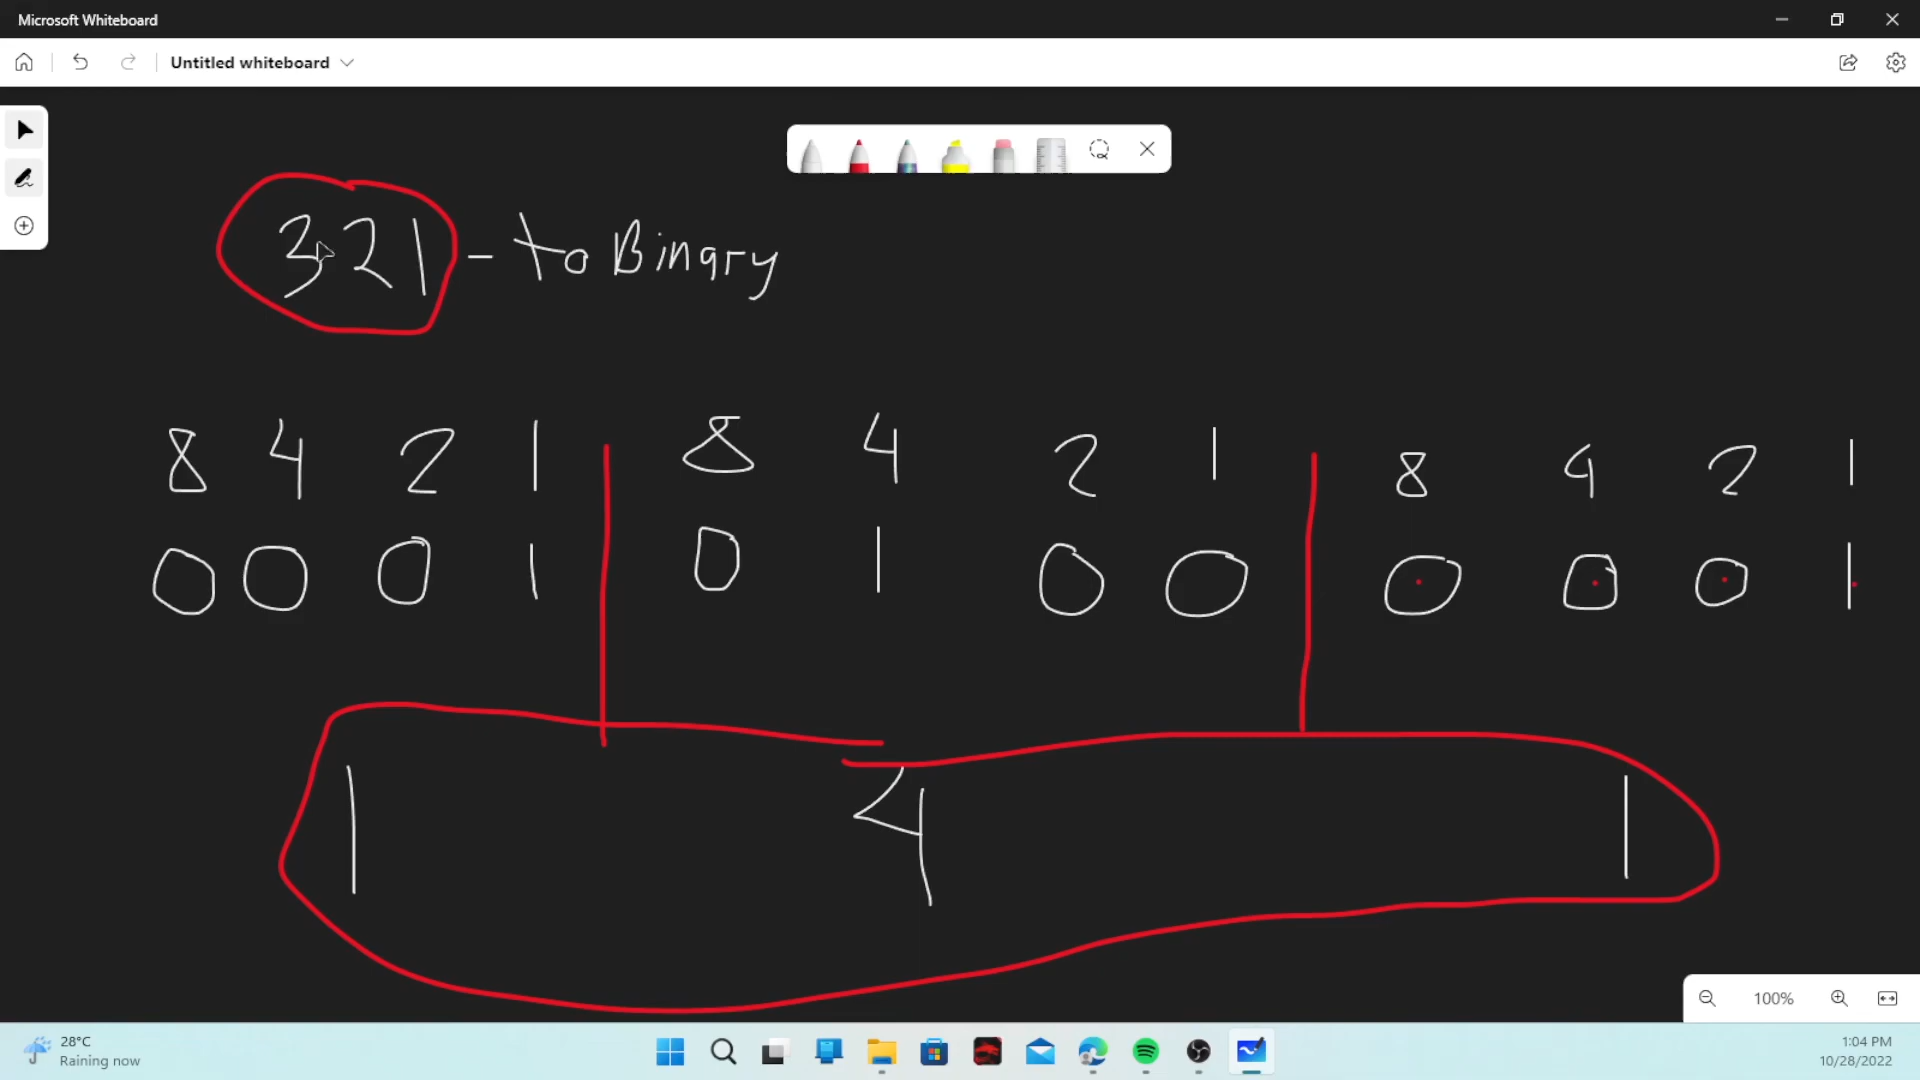 Microsoft Whiteboard
Untitled whiteboard
321 - to Binary
8 4 2 1 8 4 2 1 8 4 2 1
0 0 0 1 0 1 0 0 0 0 0 1
1 4 1
100%
28°C
Raining now
1:04 PM
10/28/2022